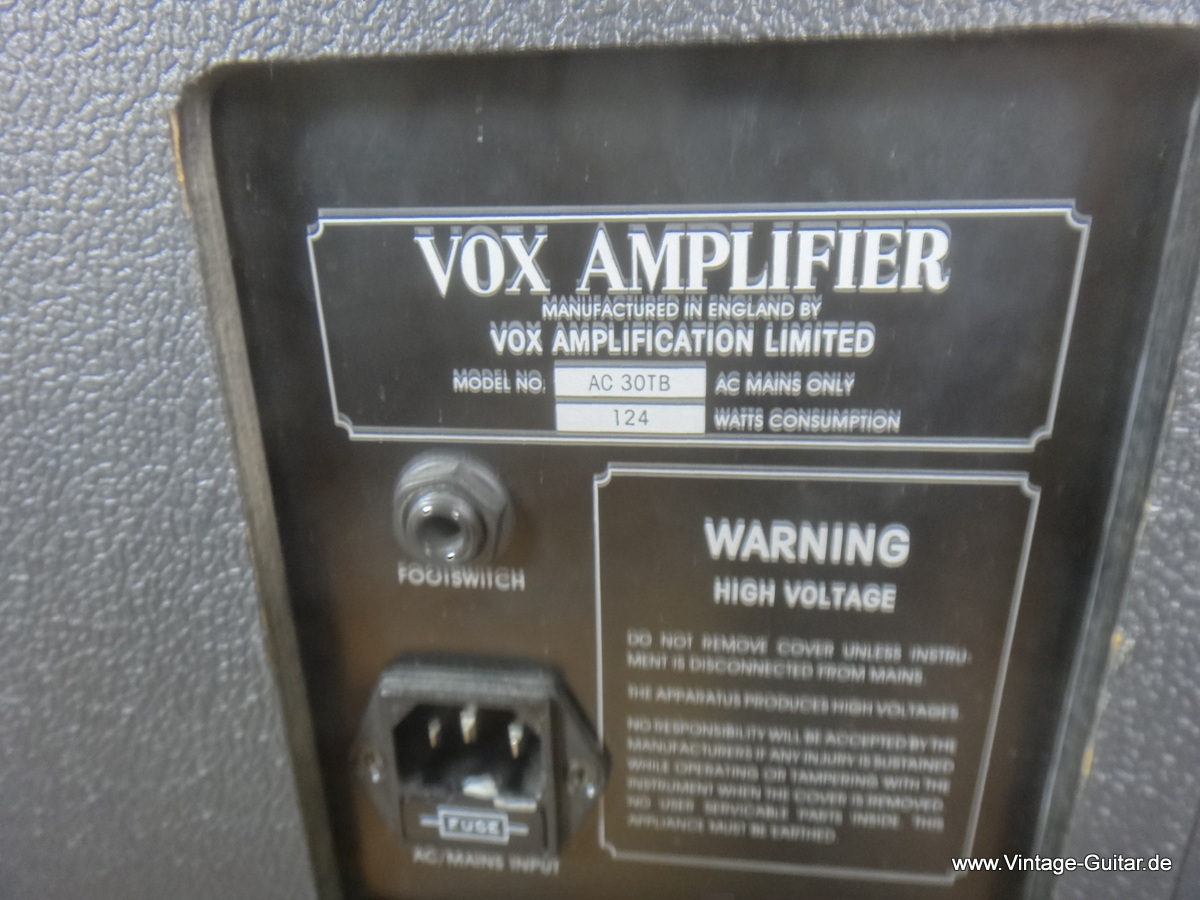 VOX AMPLIFIER
MANUFACTURED IN ENGLAND BY
VOX AMPLIFICATION LIMITED
MODEL NO. AC 30TB AC MAINS ONLY
124 WATTS CONSUMPTION
FOOTSWITCH
WARNING
HIGH VOLTAGE
DO NOT REMOVE COVER UNLESS INSTRU-
MENT IS DISCONNECTED FROM MAINS.
THE APPARATUS PRODUCES HIGH VOLTAGES.
NO RESPONSIBILITY WILL BE ACCEPTED BY THE
MANUFACTURERS IF ANY INJURY IS SUSTAINED
WHILE OPERATING OR TAMPERING WITH THE
INSTRUMENT WHEN THE COVER IS REMOVED.
NO USER SERVICABLE PARTS INSIDE. THIS
APPLIANCE MUST BE EARTHED.
FUSE
AC/MAINS INPUT
www.Vintage-Guitar.de